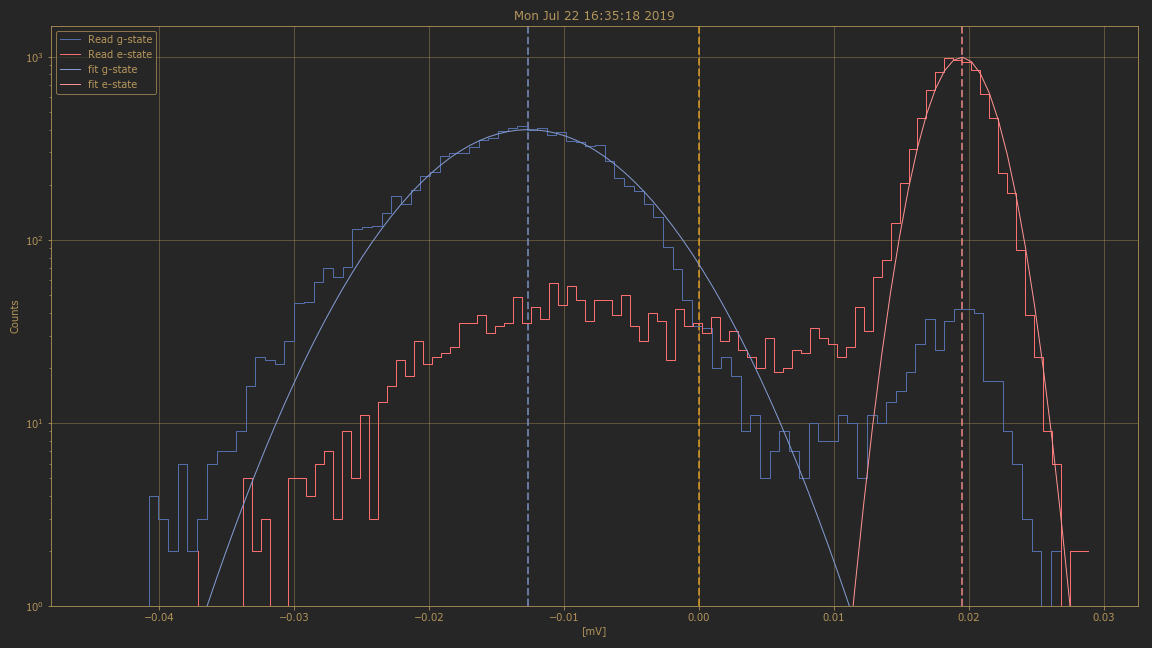 Mon Jul 22 16:35:18 2019
Read g-state
Read e-state
fit g-state
fit e-state
10³
10²
10¹
10⁰
Counts
−0.04 −0.03 −0.02 −0.01 0.00 0.01 0.02 0.03
[mV]